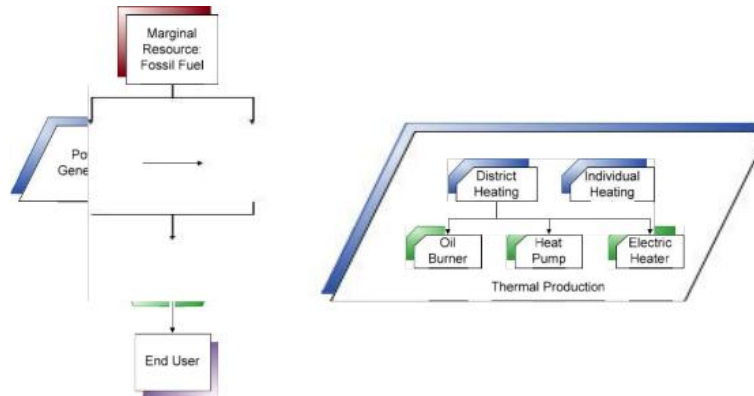 Marginal
Resource:
Fossil Fuel
District
Heating
Individual
Heating
Oil
Burner
Heat
Pump
Electric
Heater
Thermal Production
End User